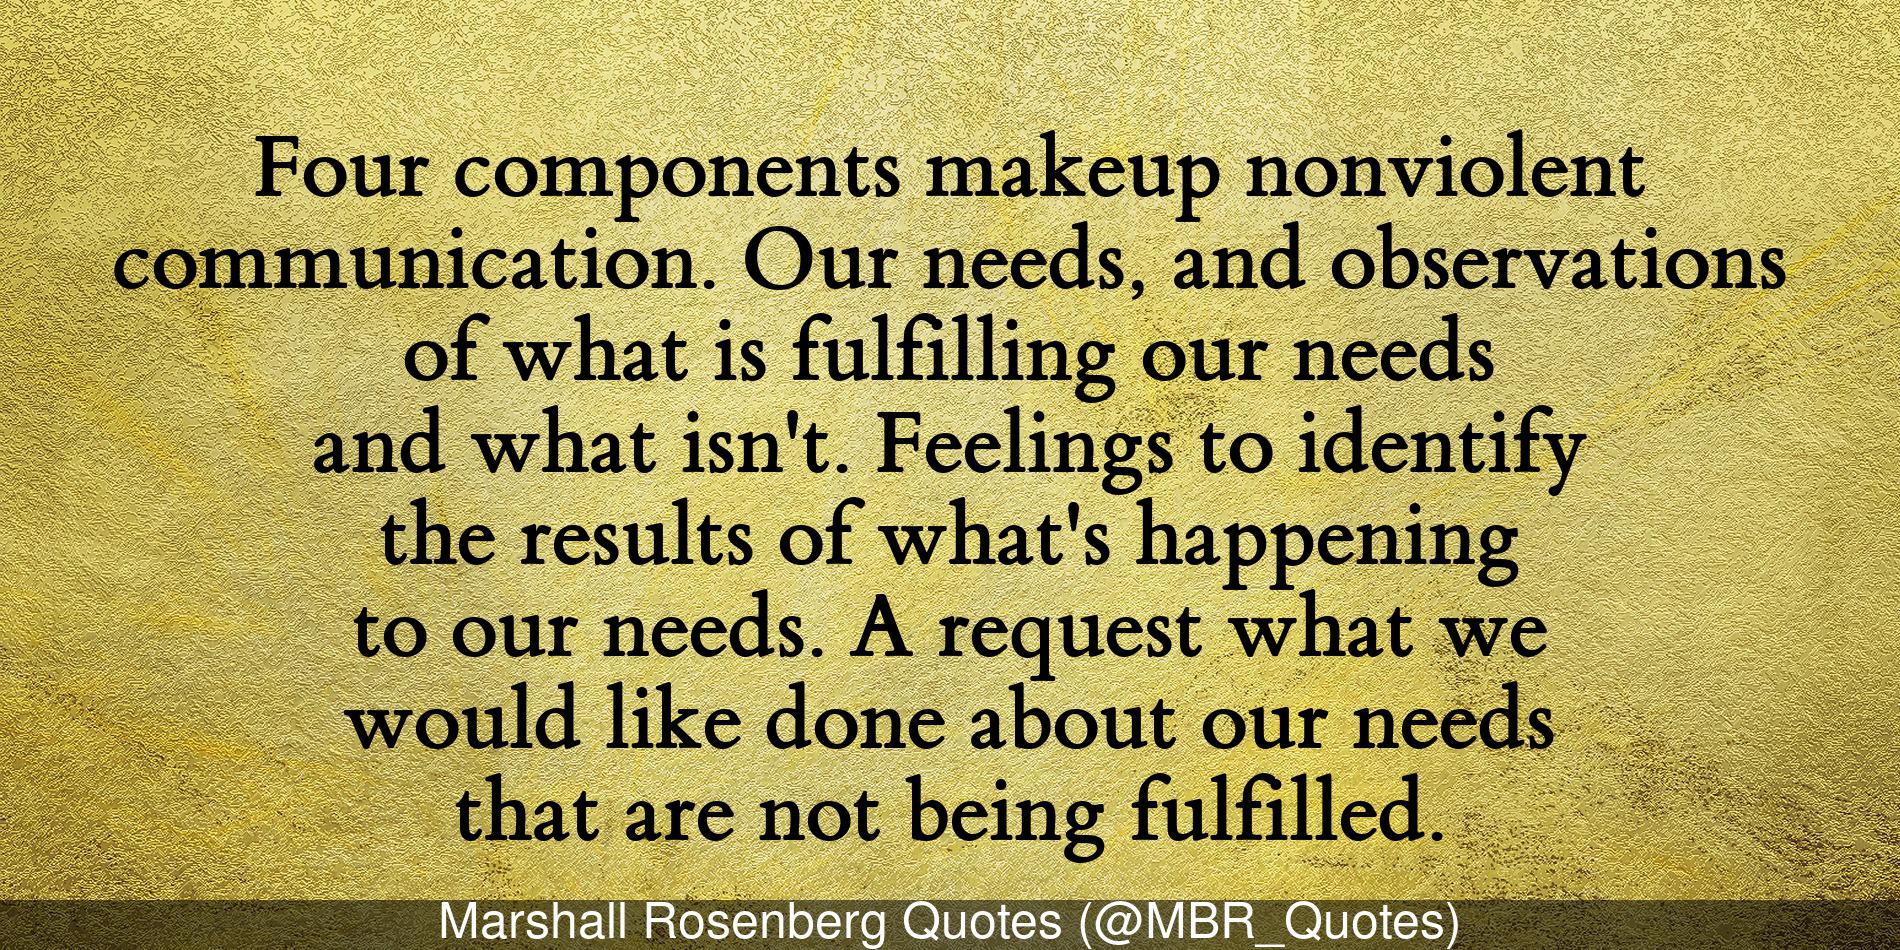 Four components makeup nonviolent
communication. Our needs, and observations
of what is fulfilling our needs
and what isn't. Feelings to identify
the results of what's happening
to our needs. A request what we
would like done about our needs
that are not being fulfilled.
Marshall Rosenberg Quotes (@MBR_Quotes)